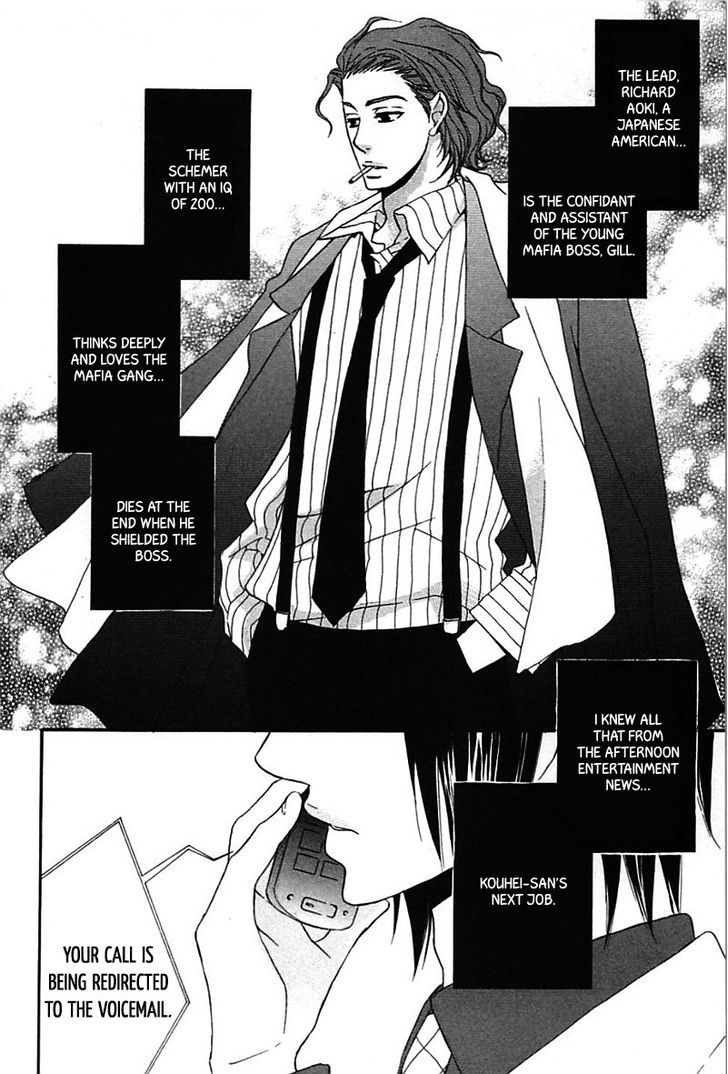 THE LEAD,
RICHARD
AOKI, A
JAPANESE
AMERICAN...
IS THE CONFIDANT
AND ASSISTANT
OF THE YOUNG
MAFIA BOSS, GILL.
THE
SCHEMER
WITH AN IQ
OF 200...
THINKS DEEPLY
AND LOVES THE
MAFIA GANG...
DIES AT THE
END WHEN HE
SHIELDED THE
BOSS.
I KNEW ALL
THAT FROM
THE AFTERNOON
ENTERTAINMENT
NEWS...
KOUHEI-SAN'S
NEXT JOB.
YOUR CALL IS
BEING REDIRECTED
TO THE VOICEMAIL.